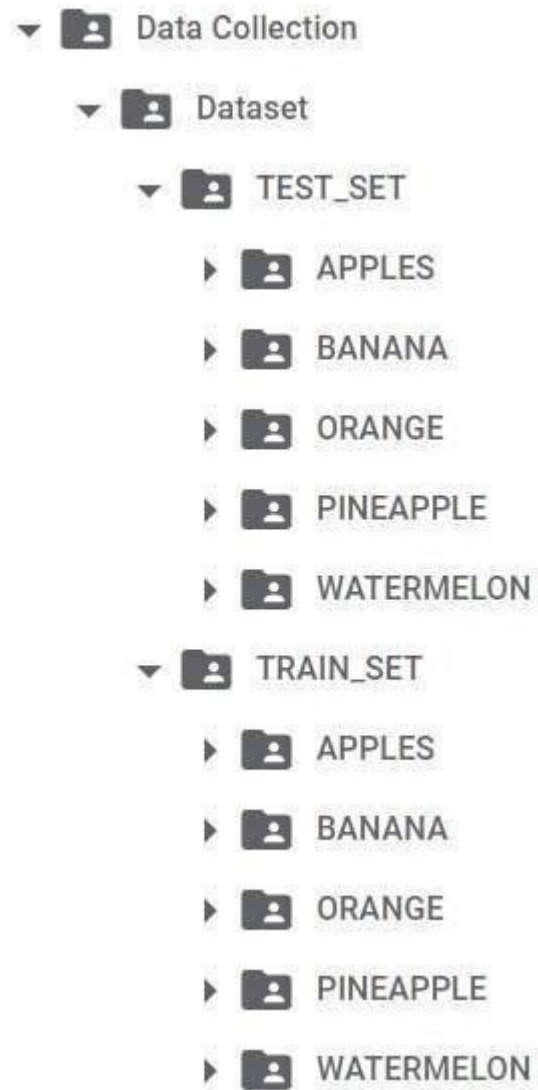 Data Collection
Dataset
TEST_SET
APPLES
BANANA
ORANGE
PINEAPPLE
WATERMELON
TRAIN_SET
APPLES
BANANA
ORANGE
PINEAPPLE
WATERMELON